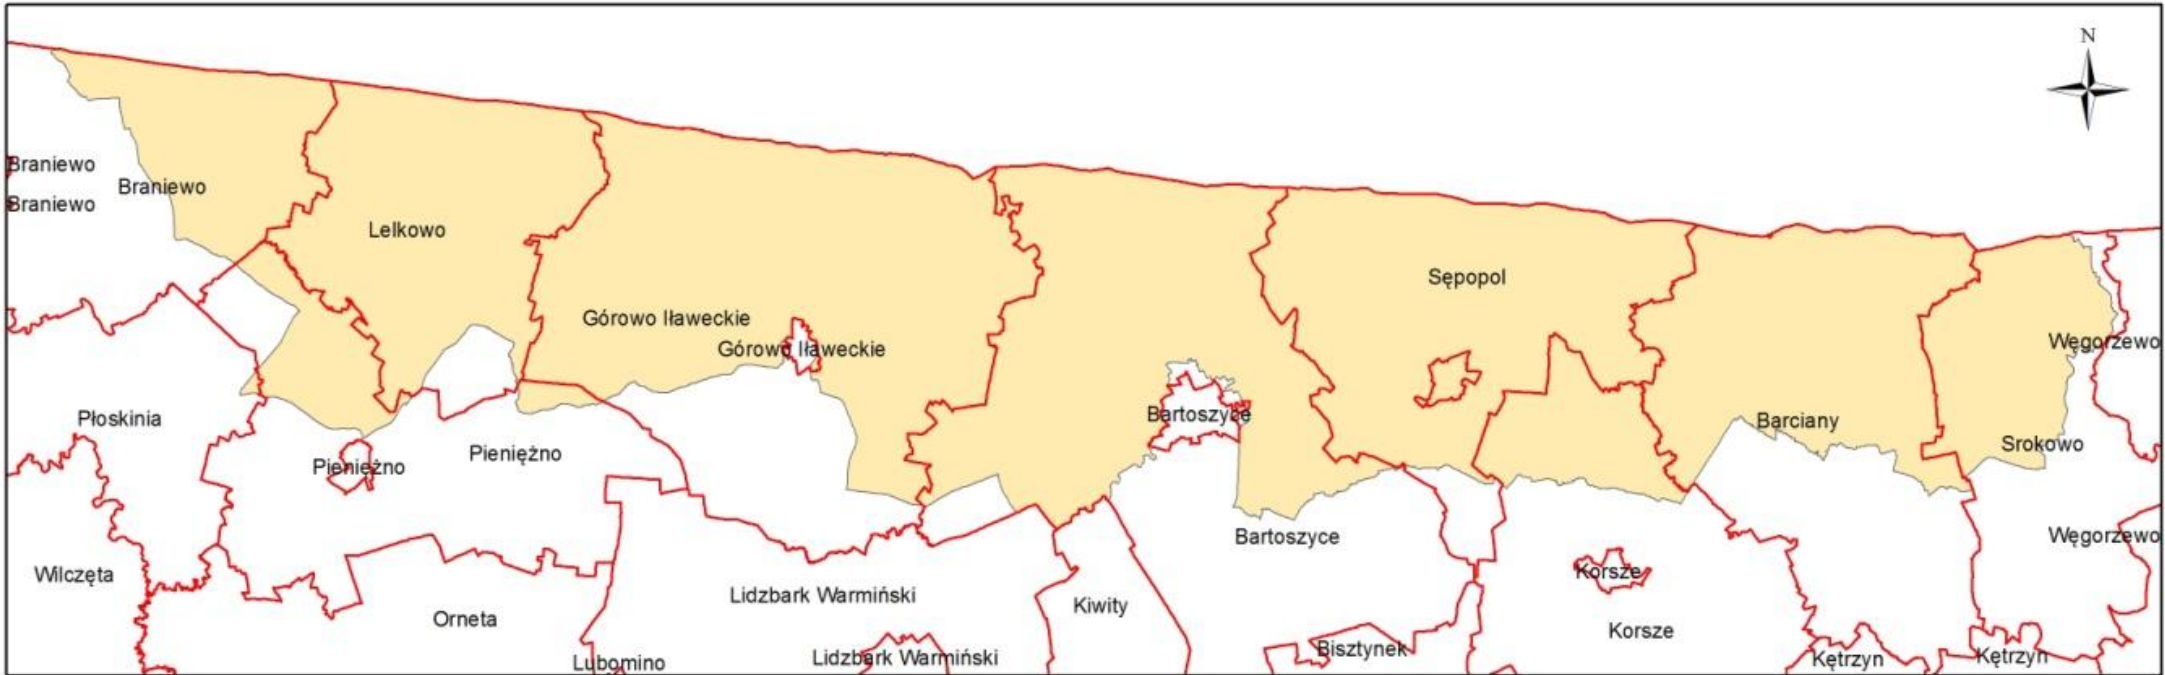 N
Braniewo
Braniewo
Braniewo
Lelkowo
Sępopol
Górowo Iławeckie
Górowo Iławeckie
Węgorzewo
Płoskinia
Bartoszyce
Barciany
Pieniężno
Pieniężno
Srokowo
Bartoszyce
Węgorzewo
Wilczęta
Korsze
Lidzbark Warmiński
Kiwity
Orneta
Korsze
Lubomino
Lidzbark Warmiński
Bisztynek
Kętrzyn
Kętrzyn